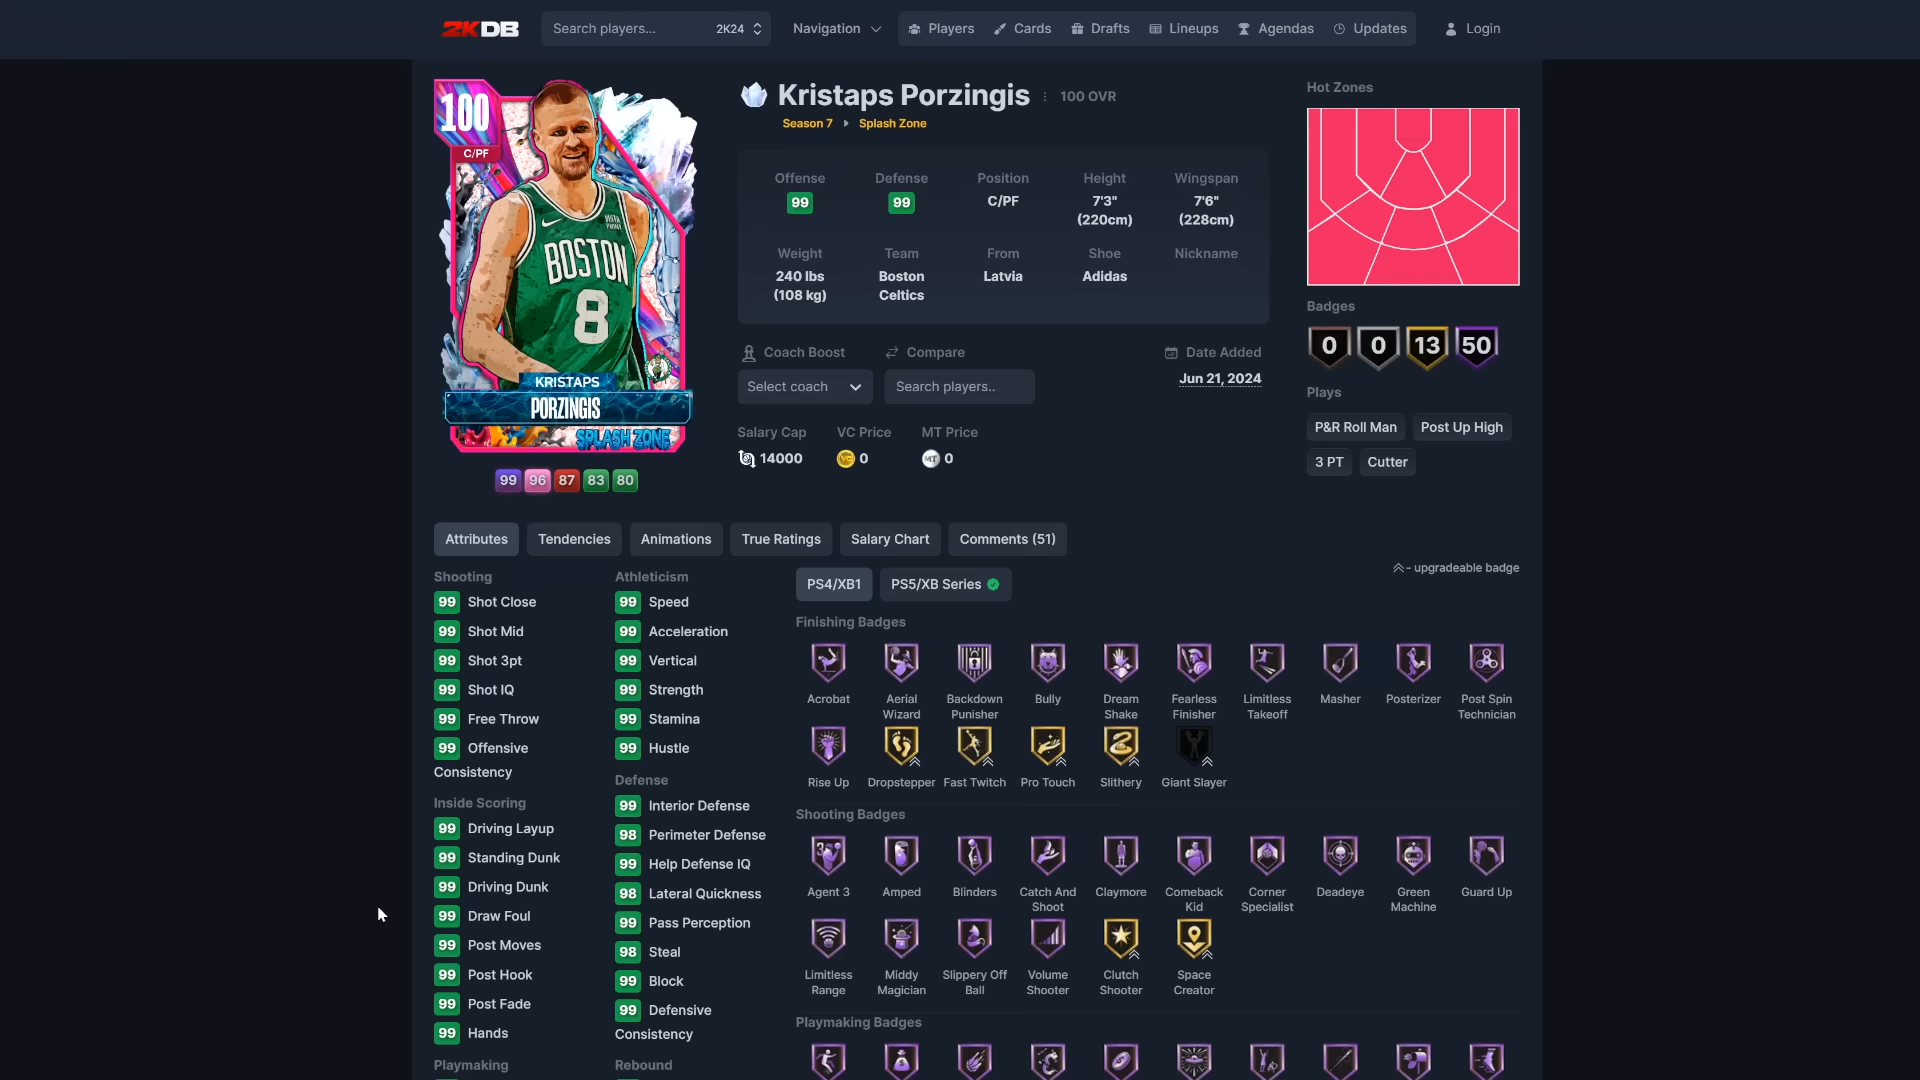 2KDB
Search players...
2K24
Navigation
Players
Cards
Drafts
Lineups
Agendas
Updates
Login
100
C/PF
BOSTON
8
KRISTAPS
PORZINGIS
SPLASH ZONE
99 96 87 83 80
Kristaps Porzingis
100 OVR
Season 7
Splash Zone
Offense
99
Defense
99
Position
C/PF
Height
7'3"
(220cm)
Wingspan
7'6"
(228cm)
Weight
240 lbs
(108 kg)
Team
Boston
Celtics
From
Latvia
Shoe
Adidas
Nickname
Coach Boost
Select coach
Compare
Search players..
Date Added
Jun 21, 2024
Salary Cap
14000
VC Price
0
MT Price
MT 0
Hot Zones
Badges
0 0 13 50
Plays
P&R Roll Man
Post Up High
3 PT
Cutter
Attributes
Tendencies
Animations
True Ratings
Salary Chart
Comments (51)
- upgradeable badge
Shooting
99 Shot Close
99 Shot Mid
99 Shot 3pt
99 Shot IQ
99 Free Throw
99 Offensive
Consistency
Inside Scoring
99 Driving Layup
99 Standing Dunk
99 Driving Dunk
99 Draw Foul
99 Post Moves
99 Post Hook
99 Post Fade
99 Hands
Playmaking
Athleticism
99 Speed
99 Acceleration
99 Vertical
99 Strength
99 Stamina
99 Hustle
Defense
99 Interior Defense
98 Perimeter Defense
99 Help Defense IQ
98 Lateral Quickness
99 Pass Perception
98 Steal
99 Block
99 Defensive
Consistency
Rebound
PS4/XB1
PS5/XB Series
Finishing Badges
Acrobat
Aerial
Wizard
Backdown
Punisher
Bully
Dream
Shake
Fearless
Finisher
Limitless
Takeoff
Masher
Posterizer
Post Spin
Technician
Rise Up
Dropstepper
Fast Twitch
Pro Touch
Slithery
Giant Slayer
Shooting Badges
Agent 3
Amped
Blinders
Catch And
Shoot
Claymore
Comeback
Kid
Corner
Specialist
Deadeye
Green
Machine
Guard Up
Limitless
Range
Middy
Magician
Slippery Off
Ball
Volume
Shooter
Clutch
Shooter
Space
Creator
Playmaking Badges